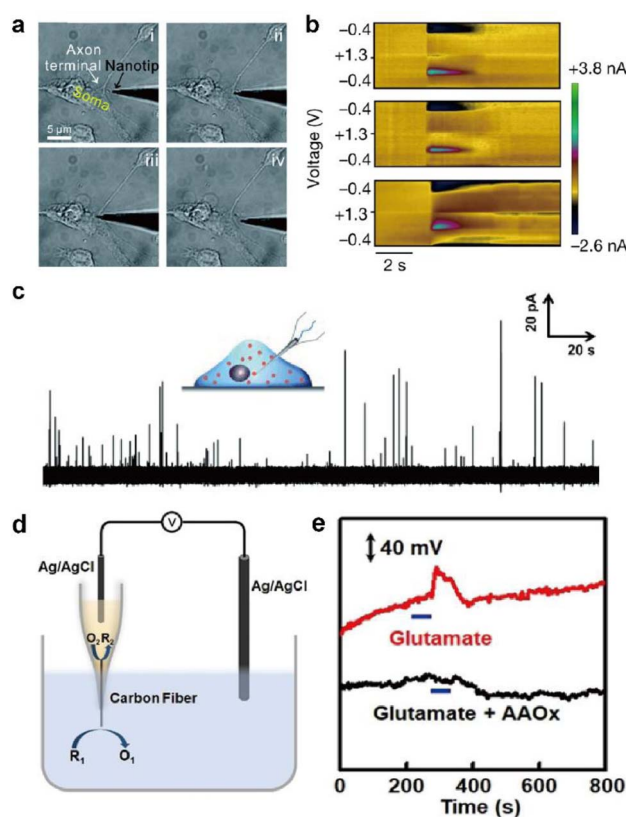 a
i
ii
Axon
terminal
Nanotip
Soma
5 µm
iii
iv
b
Voltage (V)
−0.4
+1.3
−0.4
−0.4
+1.3
−0.4
−0.4
+1.3
−0.4
2 s
+3.8 nA
−2.6 nA
c
20 pA
20 s
d
V
Ag/AgCl
Ag/AgCl
O₂R₂
Carbon Fiber
R₁
O₁
e
40 mV
Glutamate
Glutamate + AAOx
0 200 400 600 800
Time (s)